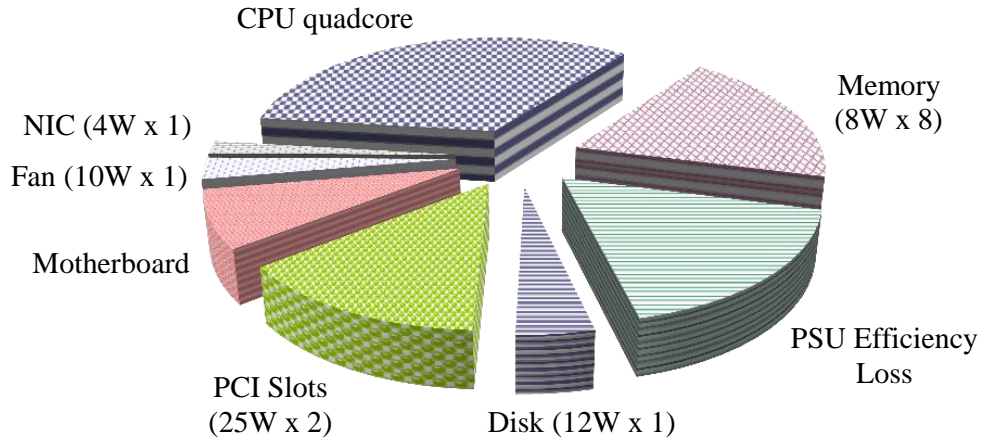 CPU quadcore
Memory
(8W x 8)
NIC (4W x 1)
Fan (10W x 1)
Motherboard
PSU Efficiency
Loss
PCI Slots
(25W x 2)
Disk (12W x 1)